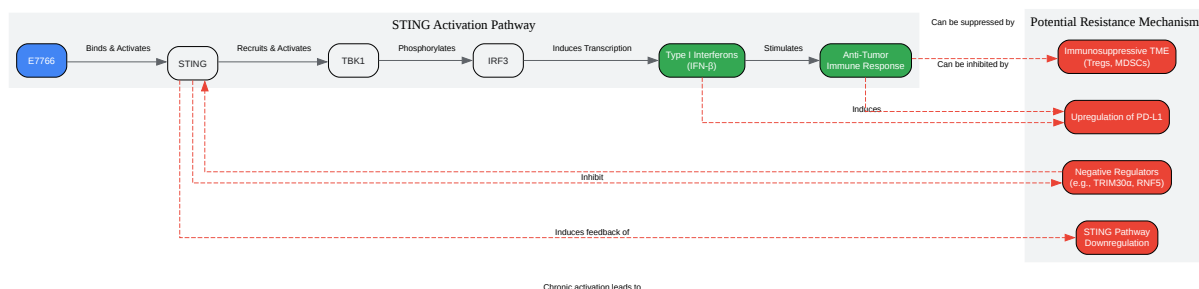 STING Activation Pathway
Can be suppressed by
Potential Resistance Mechanism
E7766
Binds & Activates
STING
Recruits & Activates
TBK1
Phosphorylates
IRF3
Induces Transcription
Type I Interferons
(IFN-β)
Stimulates
Anti-Tumor
Immune Response
Can be inhibited by
Immunosuppressive TME
(Tregs, MDSCs)
Induces
Upregulation of PD-L1
Inhibit
Negative Regulators
(e.g., TRIM30α, RNF5)
Induces feedback of
STING Pathway
Downregulation
Chronic activation leads to